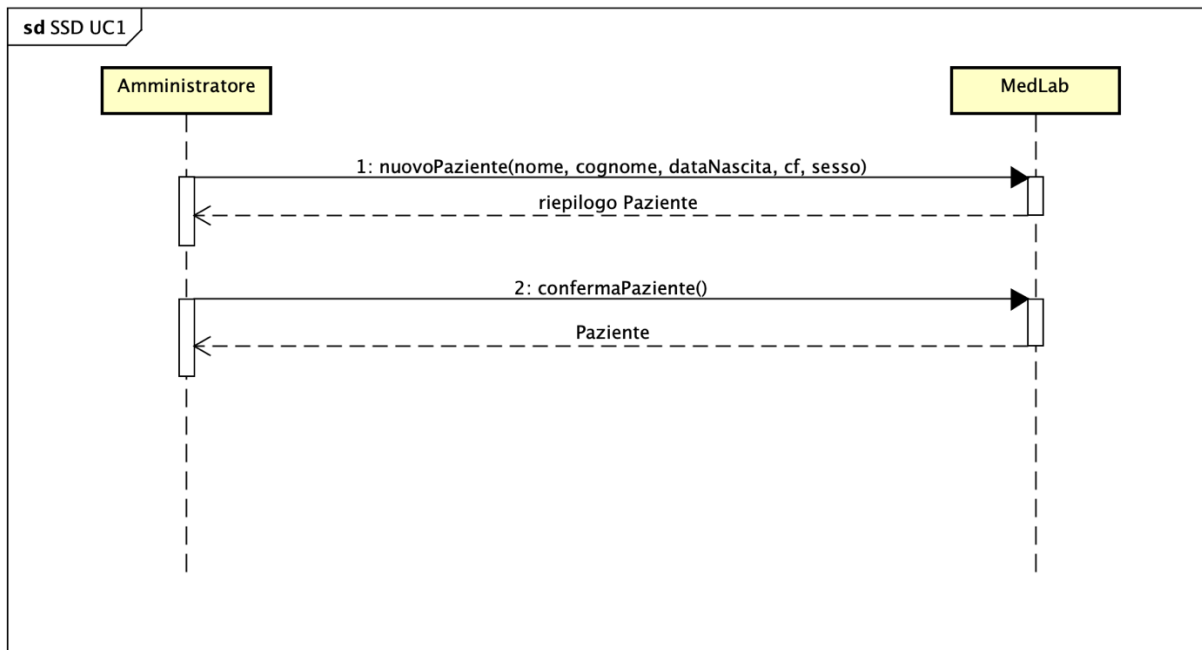 sd SSD UC1
Amministratore
MedLab
1: nuovoPaziente(nome, cognome, dataNascita, cf, sesso)
riepilogo Paziente
2: confermaPaziente()
Paziente